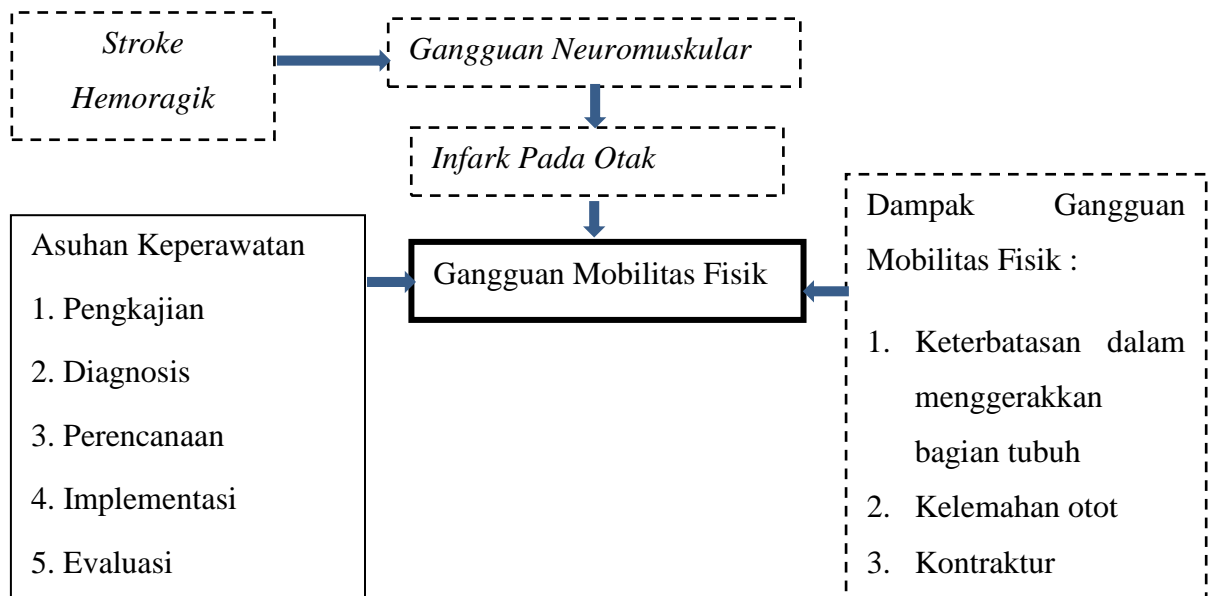 Stroke
Hemoragik
Gangguan Neuromuskular
Infark Pada Otak
Asuhan Keperawatan
1. Pengkajian
2. Diagnosis
3. Perencanaan
4. Implementasi
5. Evaluasi
Gangguan Mobilitas Fisik
Dampak Gangguan
Mobilitas Fisik :
1. Keterbatasan dalam
menggerakkan
bagian tubuh
2. Kelemahan otot
3. Kontraktur